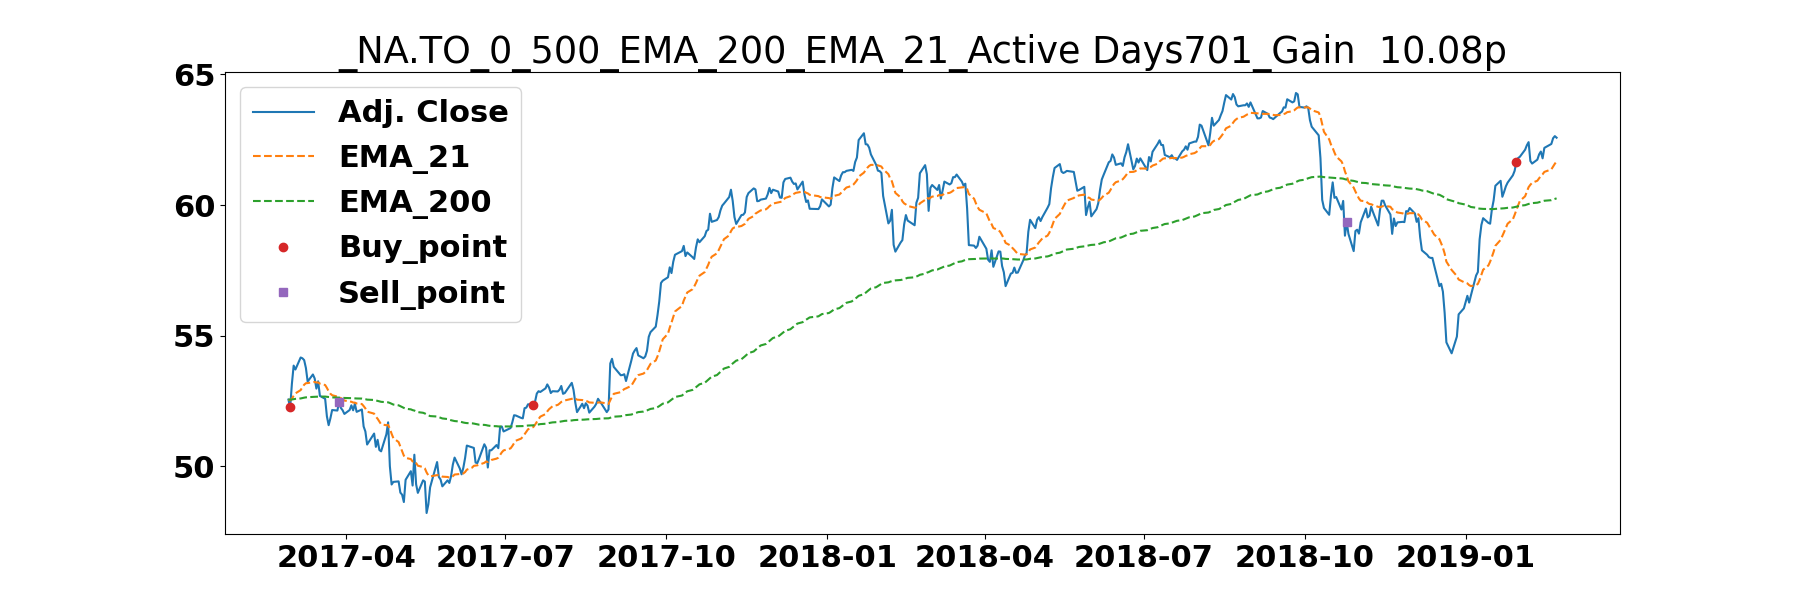 _NA.TO_0_500_EMA_200_EMA_21_Active Days701_Gain  10.08p
65
60
55
50
Adj. Close
EMA_21
EMA_200
Buy_point
Sell_point
2017-04 2017-07 2017-10 2018-01 2018-04 2018-07 2018-10 2019-01